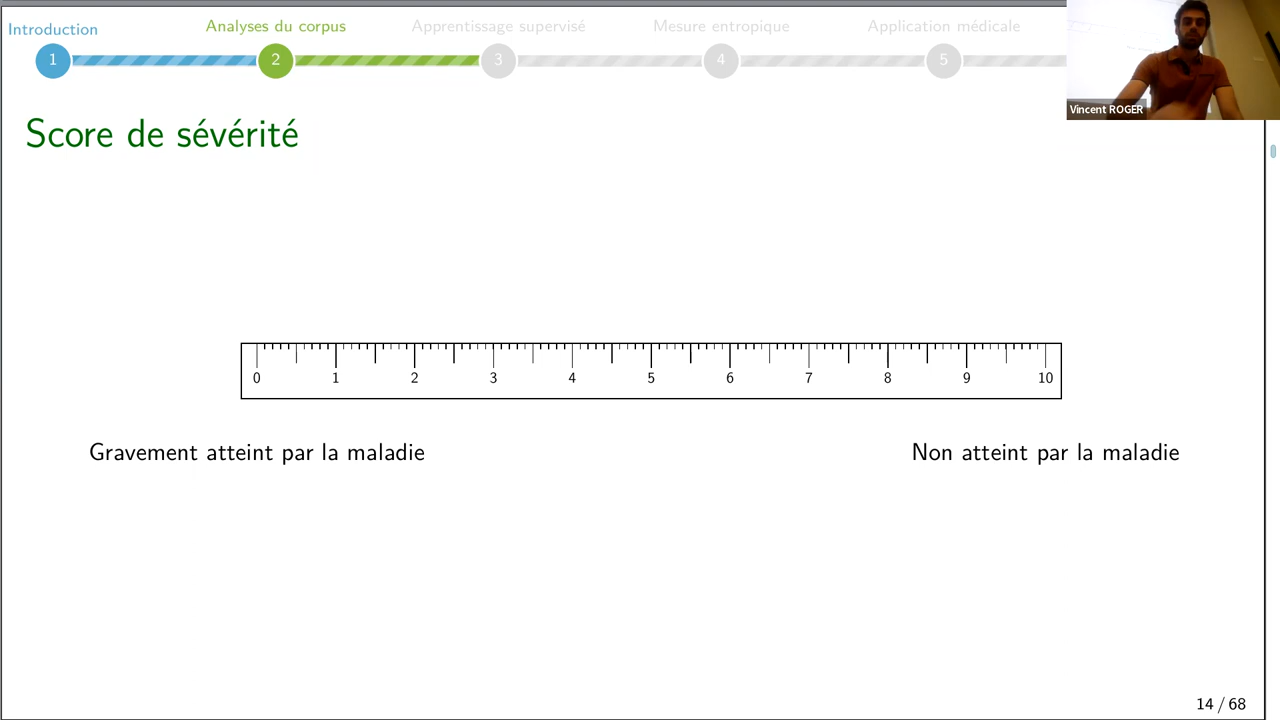 Introduction
Analyses du corpus
Apprentissage supervisé
Mesure entropique
Application médicale
1
2
3
4
5
Vincent ROGER
Score de sévérité
0 1 2 3 4 5 6 7 8 9 10
Gravement atteint par la maladie
Non atteint par la maladie
14 / 68